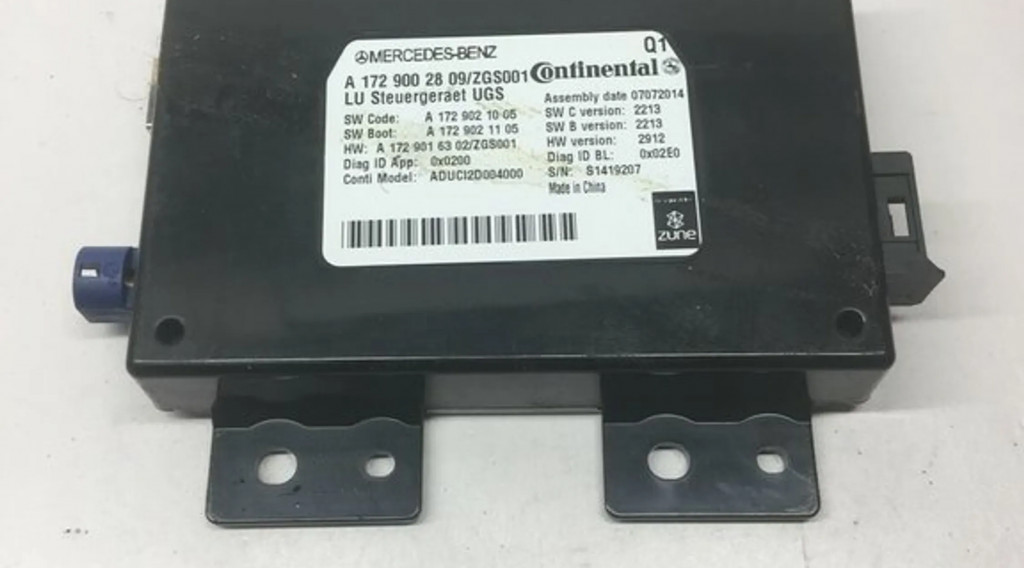 MERCEDES-BENZ
Q1
A 172 900 28 09/ZGS001
Continental
LU Steuergeraet UGS
Assembly date 07072014
SW Code: A 172 902 10 05
SW C version: 2213
SW Boot: A 172 902 11 05
SW B version: 2213
HW: A 172 901 63 02/ZGS001
HW version: 2912
Diag ID App: 0x0200
Diag ID BL: 0x02E0
Conti Model: ADUCI2D004000
S/N: S1419207
Made in China
zune